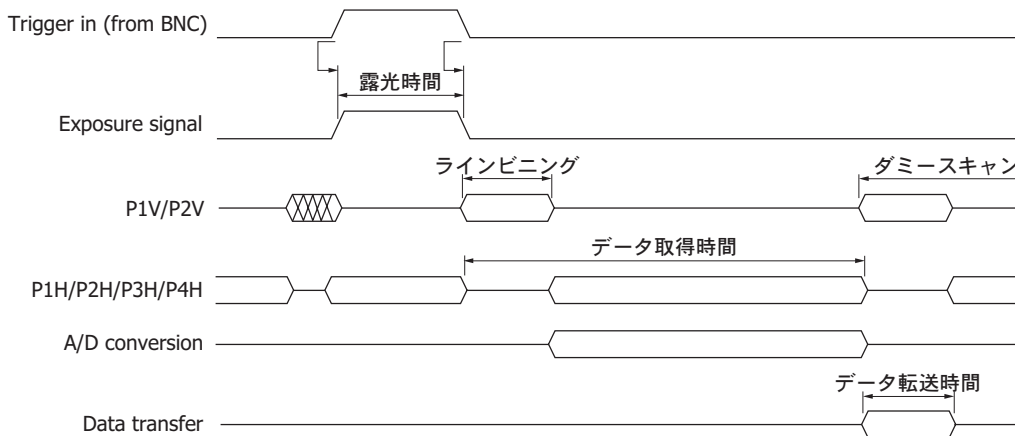 Trigger in (from BNC)
露光時間
Exposure signal
ラインビニング
ダミースキャン
P1V/P2V
データ取得時間
P1H/P2H/P3H/P4H
A/D conversion
データ転送時間
Data transfer